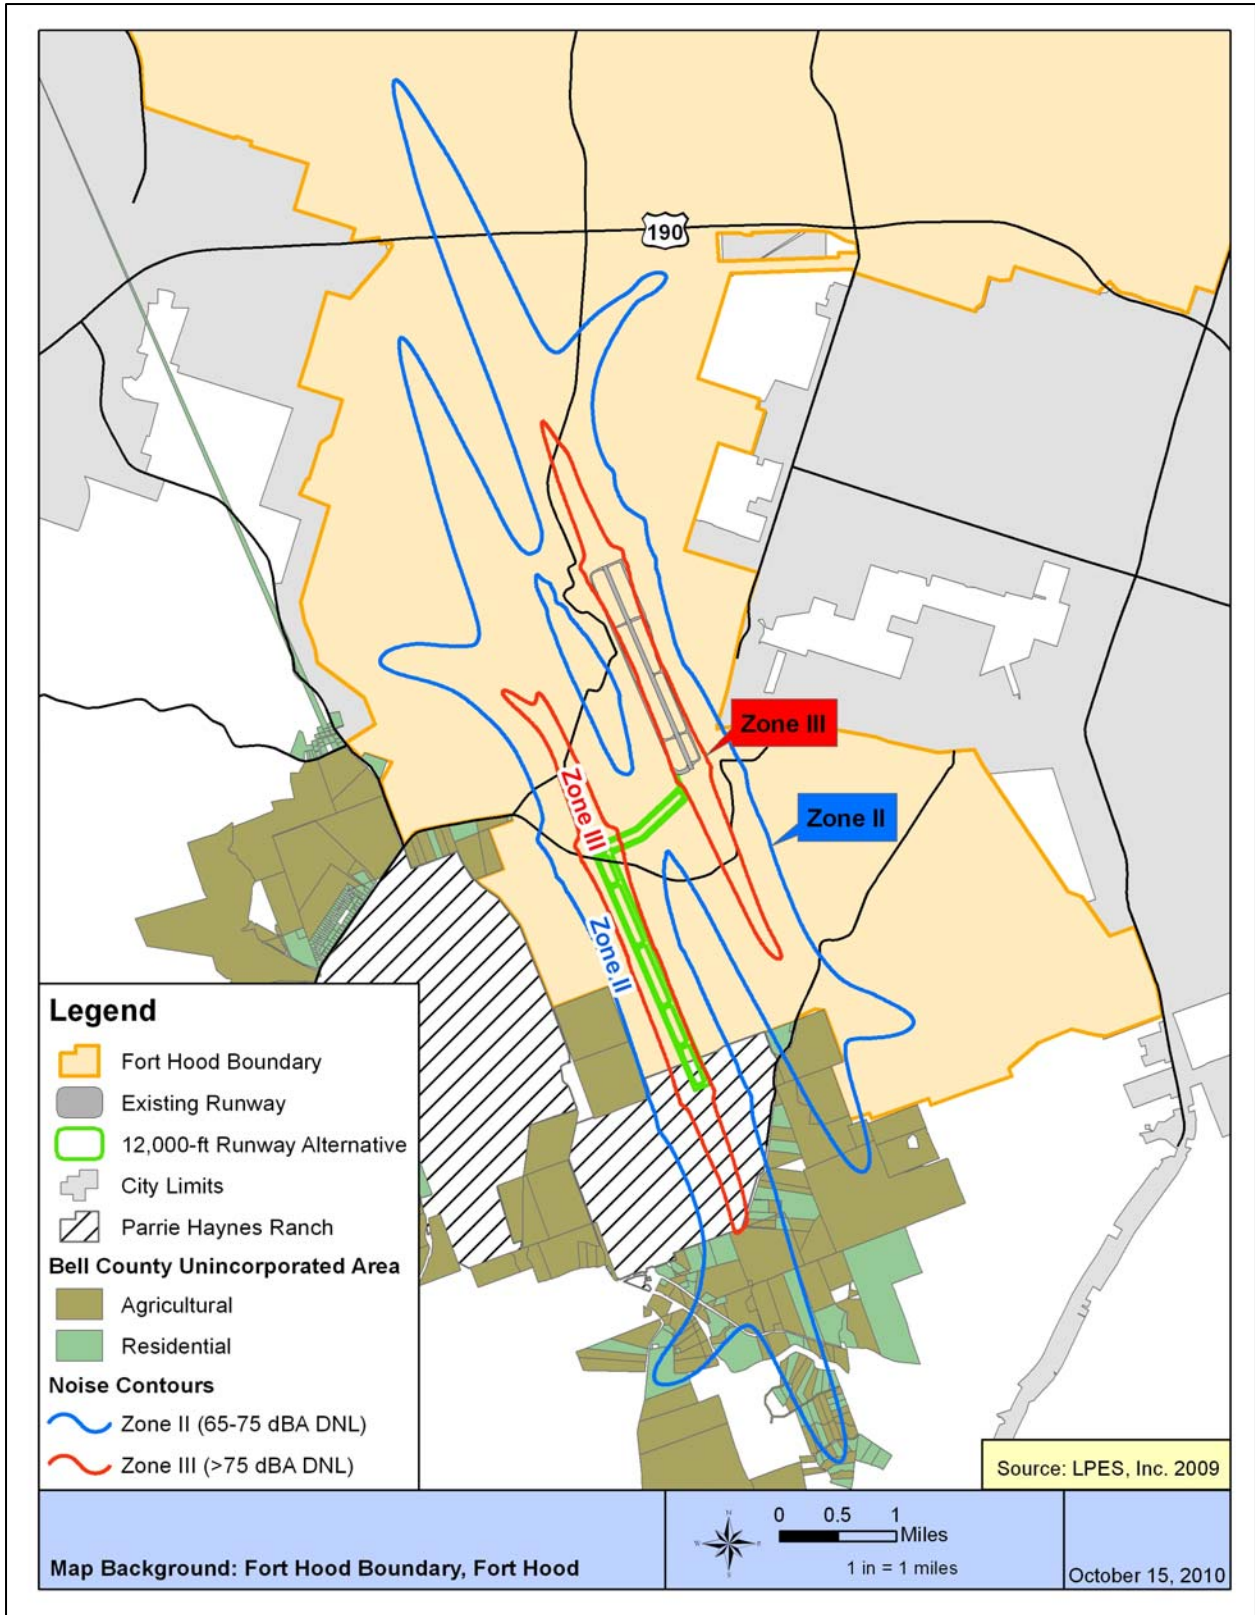 190
Zone III
Zone II
Zone III
Zone II
Legend
Fort Hood Boundary
Existing Runway
12,000-ft Runway Alternative
City Limits
Parrie Haynes Ranch
Bell County Unincorporated Area
Agricultural
Residential
Noise Contours
Zone II (65-75 dBA DNL)
Zone III (>75 dBA DNL)
Source: LPES, Inc. 2009
Map Background: Fort Hood Boundary, Fort Hood
N
W
E
S
0 0.5 1
Miles
1 in = 1 miles
October 15, 2010